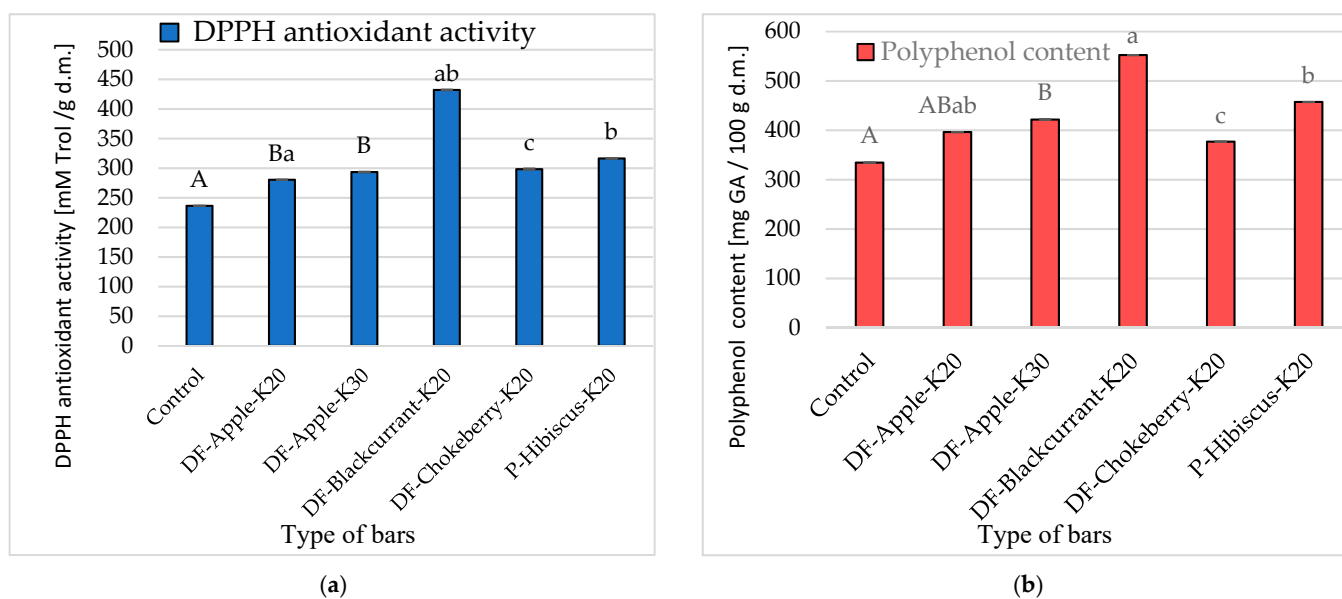 DPPH antioxidant activity
DPPH antioxidant activity [mM Trol /g d.m.]
500
450
400
350
300
250
200
150
100
50
0
A
Ba
B
ab
c
b
Control
DF-Apple-K20
DF-Apple-K30
DF-Blackcurrant-K20
DF-Chokeberry-K20
P-Hibiscus-K20
Type of bars
(a)
Polyphenol content
Polyphenol content [mg GA / 100 g d.m.]
600
500
400
300
200
100
0
A
ABab
B
a
c
b
Control
DF-Apple-K20
DF-Apple-K30
DF-Blackcurrant-K20
DF-Chokeberry-K20
P-Hibiscus-K20
Type of bars
(b)